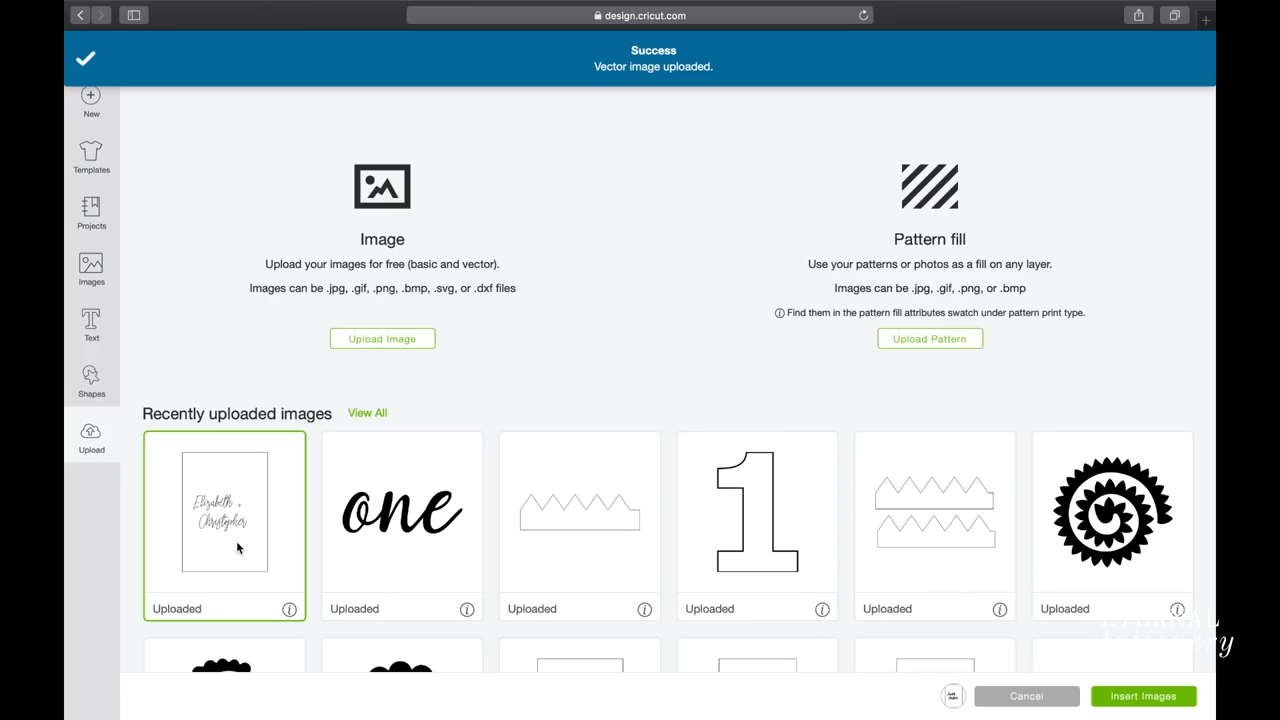 design.cricut.com
Success
Vector image uploaded.
New
Templates
Projects
Images
Text
Shapes
Upload
Image
Upload your images for free (basic and vector).
Images can be .jpg, .gif, .png, .bmp, .svg, or .dxf files
Upload Image
Pattern fill
Use your patterns or photos as a fill on any layer.
Images can be .jpg, .gif, .png, or .bmp
Find them in the pattern fill attributes swatch under pattern print type.
Upload Pattern
Recently uploaded images
View All
Elizabeth +
Christopher
Uploaded
one
Uploaded
Uploaded
1
Uploaded
Uploaded
Uploaded
ETERNAL
Cancel
Insert Images